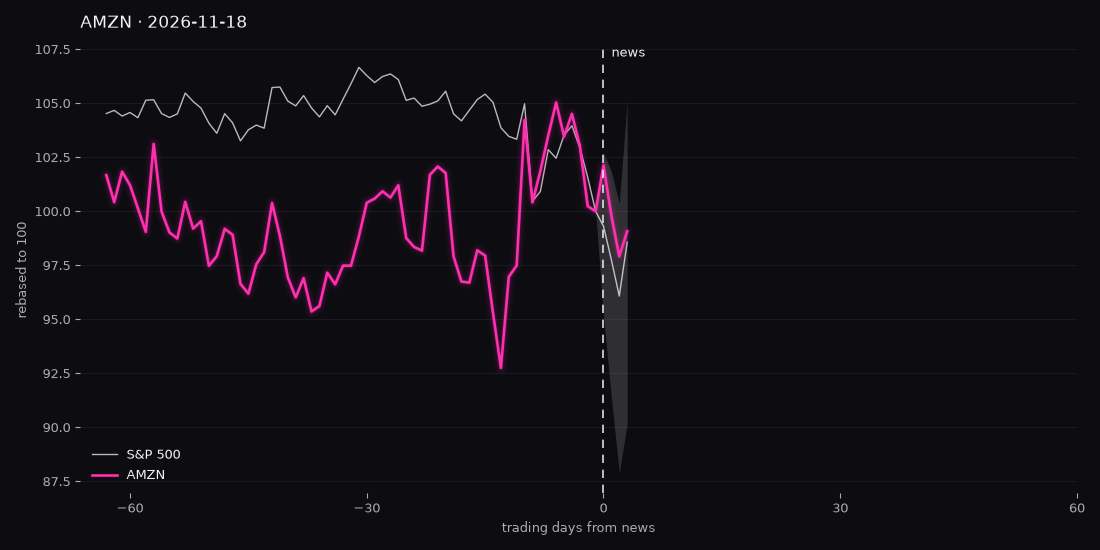 AMZN · 2026-11-18
news
107.5
105.0
102.5
100.0
97.5
95.0
92.5
90.0
87.5
rebased to 100
S&P 500
AMZN
−60
−30
0
30
60
trading days from news